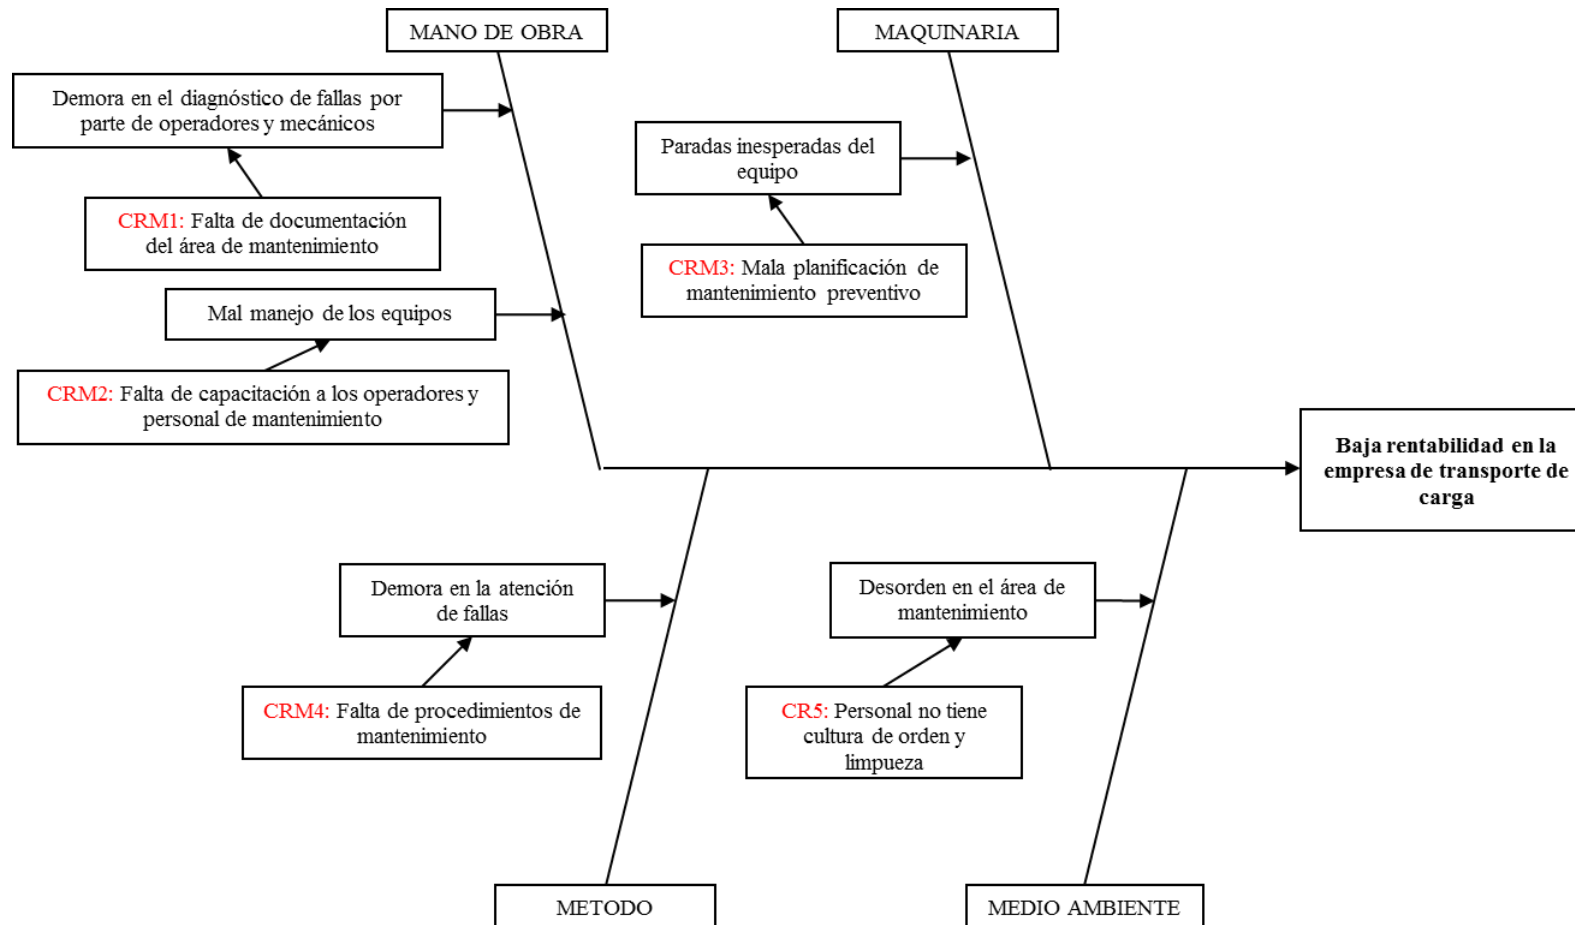 MANO DE OBRA
MAQUINARIA
Demora en el diagnóstico de fallas por
parte de operadores y mecánicos
Paradas inesperadas del
equipo
CRM1: Falta de documentación
del área de mantenimiento
CRM3: Mala planificación de
mantenimiento preventivo
Mal manejo de los equipos
CRM2: Falta de capacitación a los operadores y
personal de mantenimiento
Baja rentabilidad en la
empresa de transporte de
carga
Demora en la atención
de fallas
Desorden en el área de
mantenimiento
CRM4: Falta de procedimientos de
mantenimiento
CR5: Personal no tiene
cultura de orden y
limpueza
METODO
MEDIO AMBIENTE